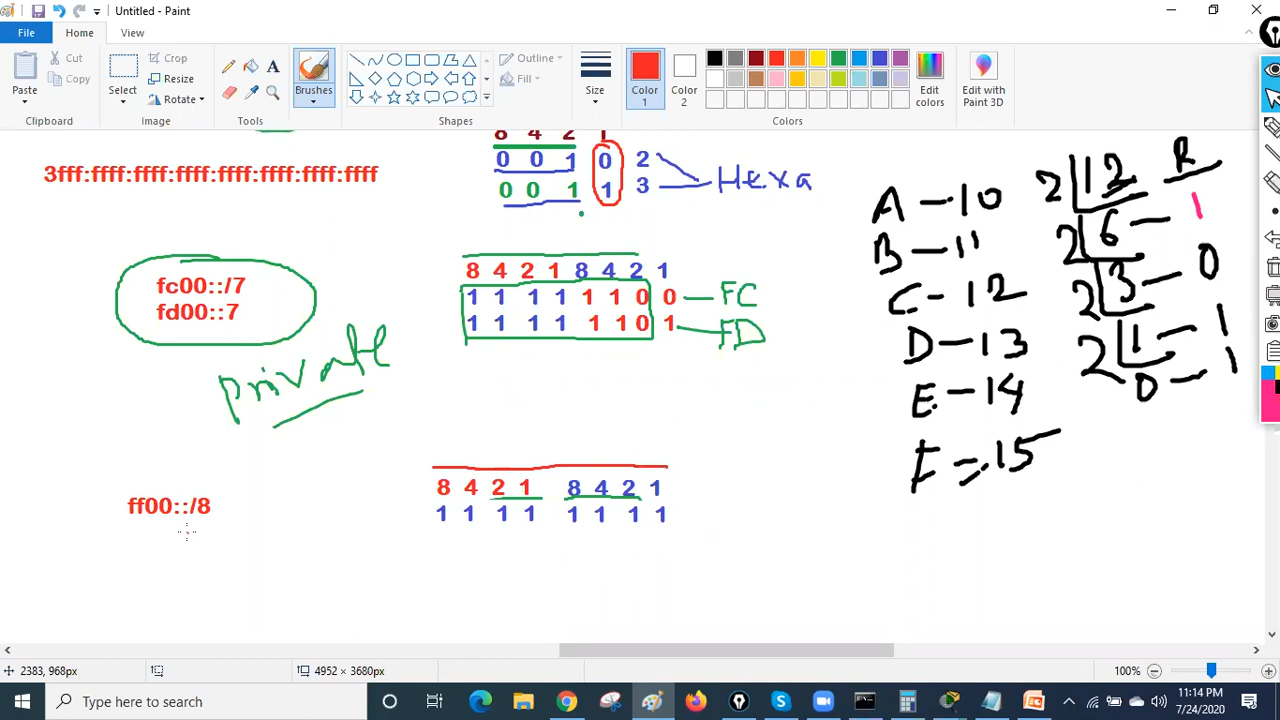 Untitled - Paint
File
Home
View
Paste
Cut
Copy
Clipboard
Select
Crop
Resize
Rotate
Image
Tools
Brushes
Shapes
Outline
Fill
Size
Color 1
Color 2
Edit colors
Edit with Paint 3D
Colors
8 4 2 1
3fff:ffff:ffff:ffff:ffff:ffff:ffff:ffff
0 0 1 0 2
0 0 1 1 3
Hexa
fc00::/7
fd00::7
private
8 4 2 1 8 4 2 1
1 1 1 1 1 1 0 0 — FC
1 1 1 1 1 1 0 1 — FD
ff00::/8
8 4 2 1 8 4 2 1
1 1 1 1 1 1 1 1
A — 10
B — 11
C - 12
D — 13
E — 14
F = 15
R
2 12
2 6 — 1
2 3 — 0
2 1 — 1
0 — 1
2383, 968px
4952 × 3680px
100%
Type here to search
11:14 PM
7/24/2020